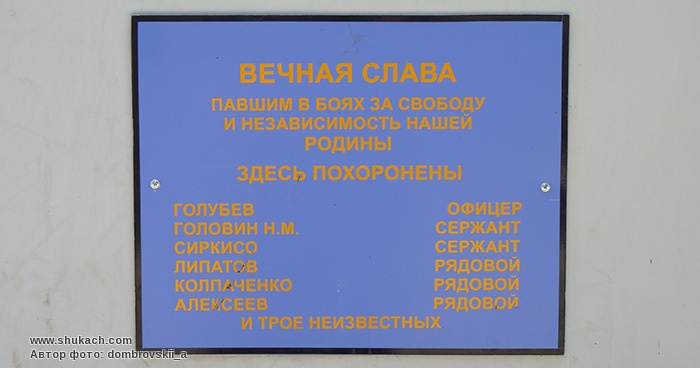 ВЕЧНАЯ СЛАВА
ПАВШИМ В БОЯХ ЗА СВОБОДУ
И НЕЗАВИСИМОСТЬ НАШЕЙ
РОДИНЫ
ЗДЕСЬ ПОХОРОНЕНЫ
ГОЛУБЕВ ОФИЦЕР
ГОЛОВИН Н.М. СЕРЖАНТ
СИРКИСО СЕРЖАНТ
ЛИПАТОВ РЯДОВОЙ
КОЛПАЧЕНКО РЯДОВОЙ
АЛЕКСЕЕВ РЯДОВОЙ
И ТРОЕ НЕИЗВЕСТНЫХ
www.shukach.com
Автор фото: dombrovskii_a